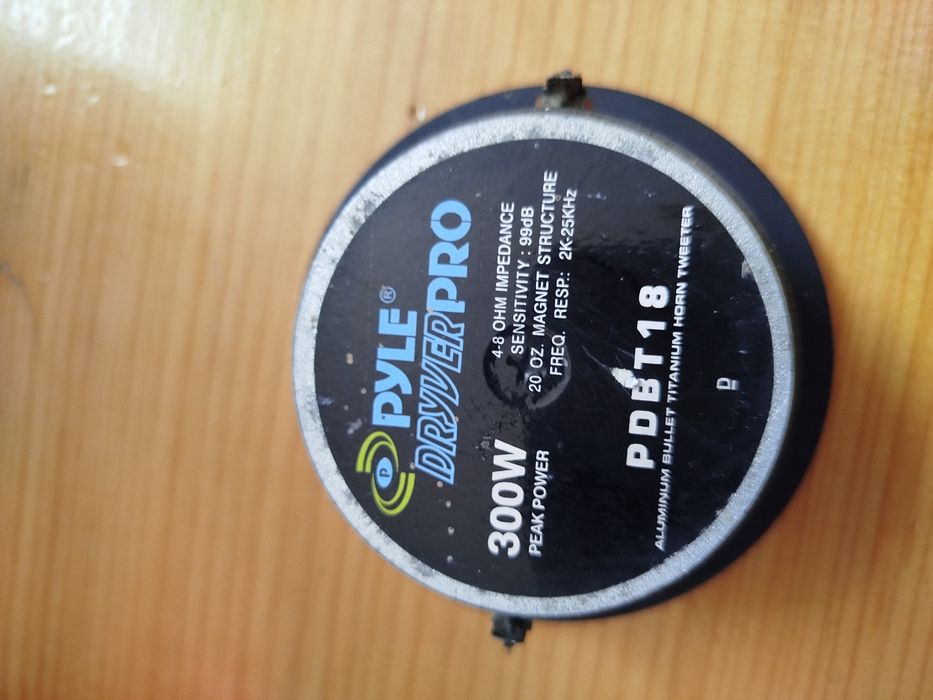 P
PYLE®
DRYVERPRO
300W
PEAK POWER
4-8 OHM IMPEDANCE
SENSITIVITY : 99dB
20 OZ. MAGNET STRUCTURE
FREQ. RESP.: 2K-25KHz
PDBT18
ALUMINUM BULLET TITANIUM HORN TWEETER
D